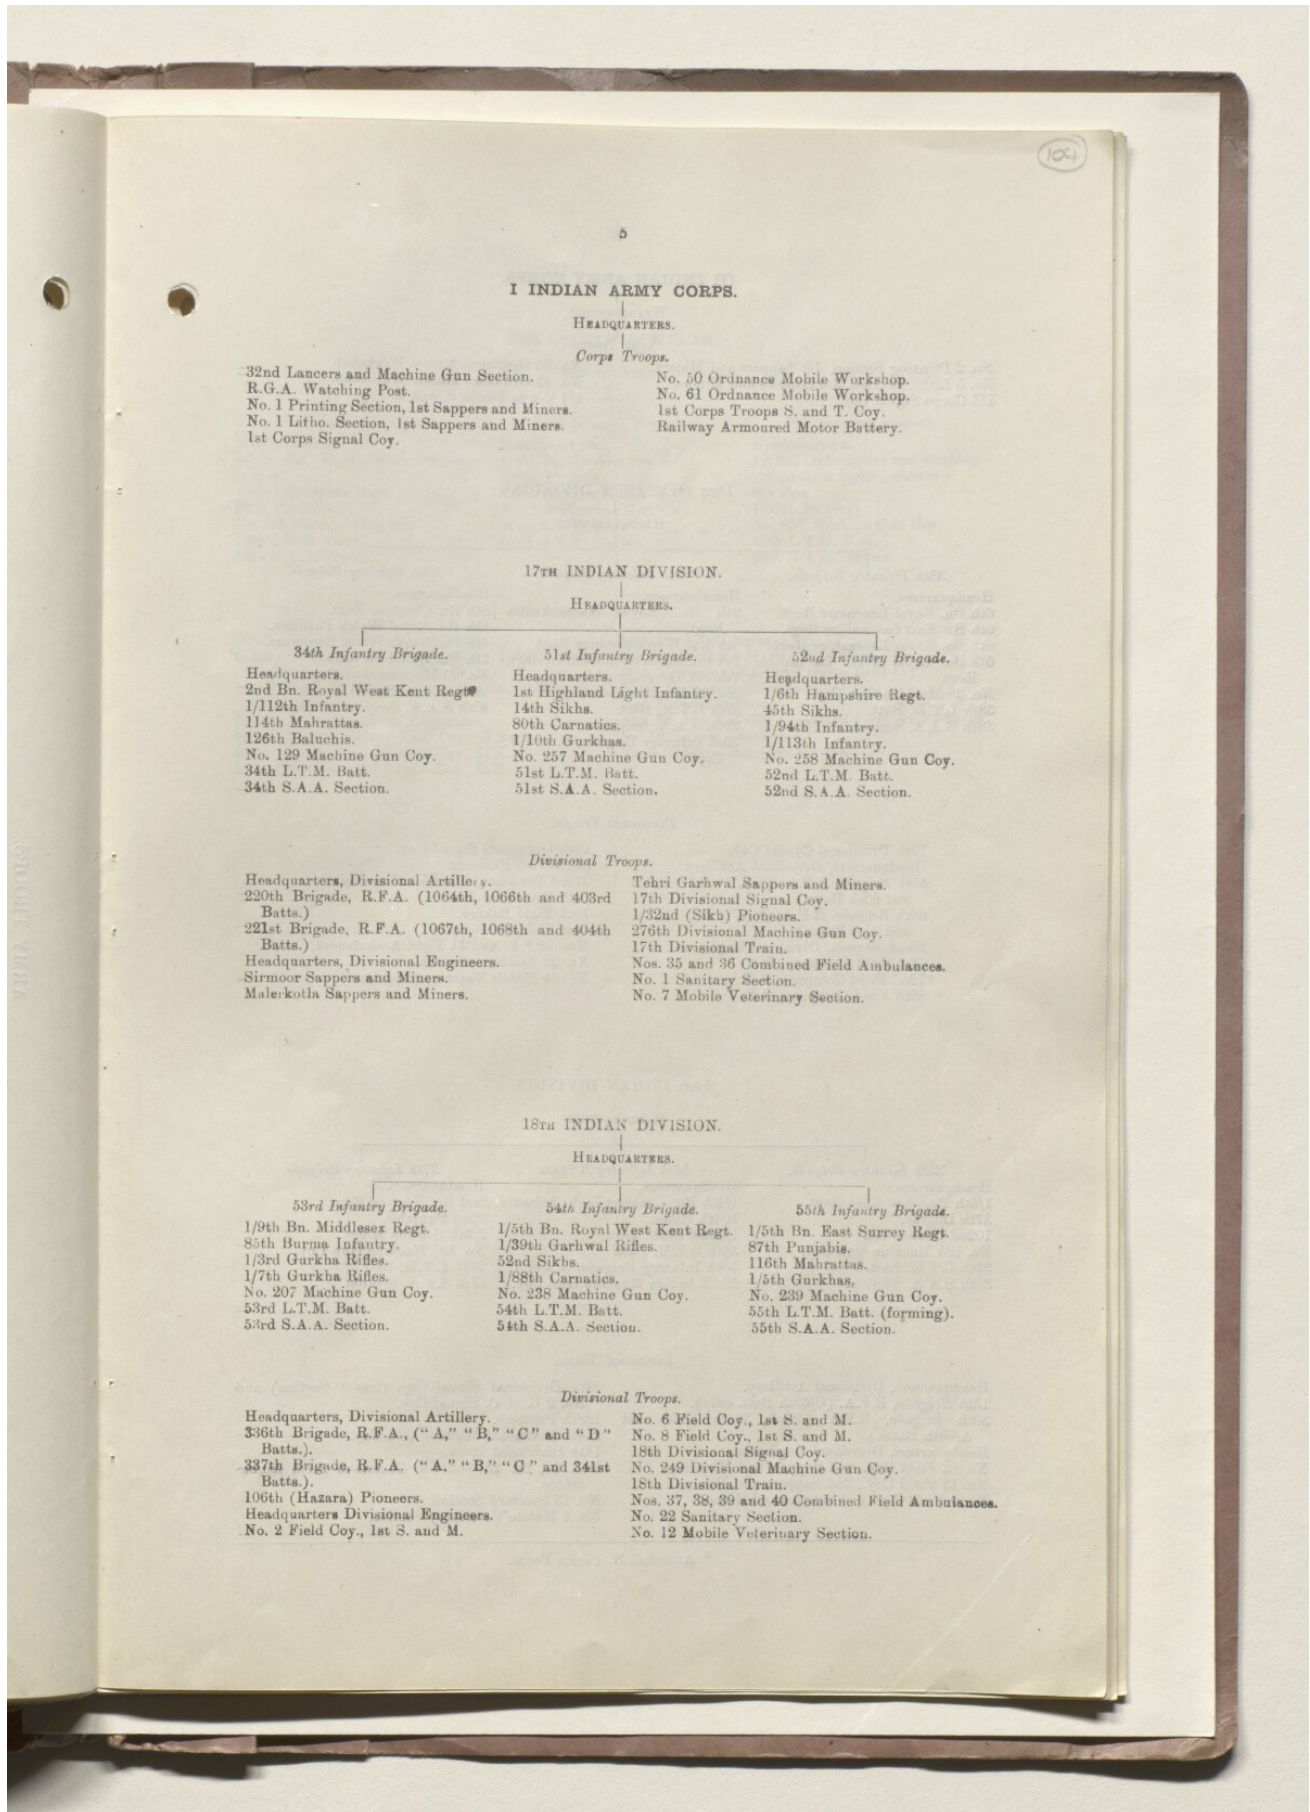 104
5
I INDIAN ARMY CORPS.
HEADQUARTERS.
Corps Troops.
32nd Lancers and Machine Gun Section.
R.G.A. Watching Post.
No. 1 Printing Section, 1st Sappers and Miners.
No. 1 Litho. Section, 1st Sappers and Miners.
1st Corps Signal Coy.
No. 50 Ordnance Mobile Workshop.
No. 61 Ordnance Mobile Workshop.
1st Corps Troops S. and T. Coy.
Railway Armoured Motor Battery.
17TH INDIAN DIVISION.
HEADQUARTERS.
34th Infantry Brigade.
Headquarters.
2nd Bn. Royal West Kent Regt
1/112th Infantry.
114th Mahrattas.
126th Baluchis.
No. 129 Machine Gun Coy.
34th L.T.M. Batt.
34th S.A.A. Section.
51st Infantry Brigade.
Headquarters.
1st Highland Light Infantry.
14th Sikhs.
80th Carnatics.
1/10th Gurkhas.
No. 257 Machine Gun Coy.
51st L.T.M. Batt.
51st S.A.A. Section.
52nd Infantry Brigade.
Headquarters.
1/6th Hampshire Regt.
45th Sikhs.
1/94th Infantry.
1/113th Infantry.
No. 258 Machine Gun Coy.
52nd L.T.M. Batt.
52nd S.A.A. Section.
Divisional Troops.
Headquarters, Divisional Artillery.
220th Brigade, R.F.A. (1064th, 1066th and 403rd
Batts.)
221st Brigade, R.F.A. (1067th, 1068th and 404th
Batts.)
Headquarters, Divisional Engineers.
Sirmoor Sappers and Miners.
Malerkotla Sappers and Miners.
Tehri Garhwal Sappers and Miners.
17th Divisional Signal Coy.
1/32nd (Sikh) Pioneers.
276th Divisional Machine Gun Coy.
17th Divisional Train.
Nos. 35 and 36 Combined Field Ambulances.
No. 1 Sanitary Section.
No. 7 Mobile Veterinary Section.
18TH INDIAN DIVISION.
HEADQUARTERS.
53rd Infantry Brigade.
1/9th Bn. Middlesex Regt.
85th Burma Infantry.
1/3rd Gurkha Rifles.
1/7th Gurkha Rifles.
No. 207 Machine Gun Coy.
53rd L.T.M. Batt.
53rd S.A.A. Section.
54th Infantry Brigade.
1/5th Bn. Royal West Kent Regt.
1/39th Garhwal Rifles.
52nd Sikhs.
1/88th Carnatics.
No. 238 Machine Gun Coy.
54th L.T.M. Batt.
54th S.A.A. Section.
55th Infantry Brigade.
1/5th Bn. East Surrey Regt.
87th Punjabis.
116th Mahrattas.
1/5th Gurkhas.
No. 239 Machine Gun Coy.
55th L.T.M. Batt. (forming).
55th S.A.A. Section.
Divisional Troops.
Headquarters, Divisional Artillery.
336th Brigade, R.F.A., ("A," "B," "C" and "D"
Batts.).
337th Brigade, R.F.A. ("A." "B," "C" and 341st
Batts.).
106th (Hazara) Pioneers.
Headquarters Divisional Engineers.
No. 2 Field Coy., 1st S. and M.
No. 6 Field Coy., 1st S. and M.
No. 8 Field Coy., 1st S. and M.
18th Divisional Signal Coy.
No. 249 Divisional Machine Gun Coy.
18th Divisional Train.
Nos. 37, 38, 39 and 40 Combined Field Ambulances.
No. 22 Sanitary Section.
No. 12 Mobile Veterinary Section.